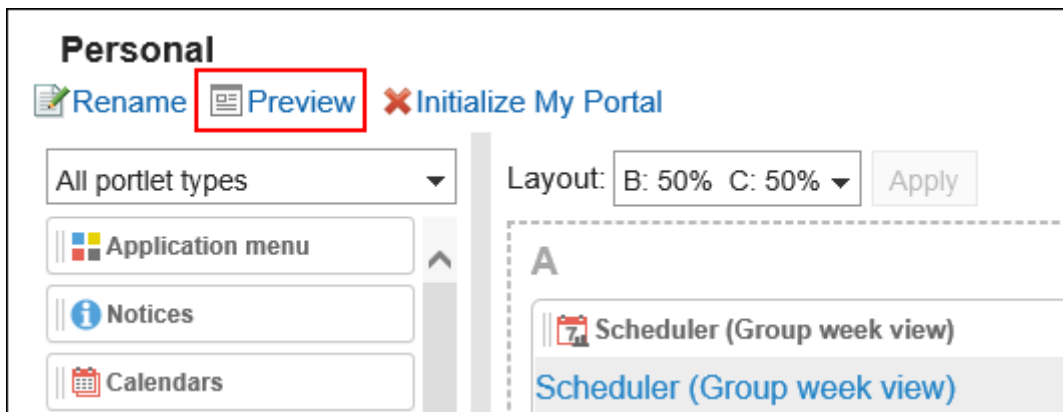 Personal
Rename Preview Initialize My Portal
All portlet types
Layout: B: 50% C: 50% Apply
Application menu
A
Notices
Scheduler (Group week view)
Calendars
Scheduler (Group week view)